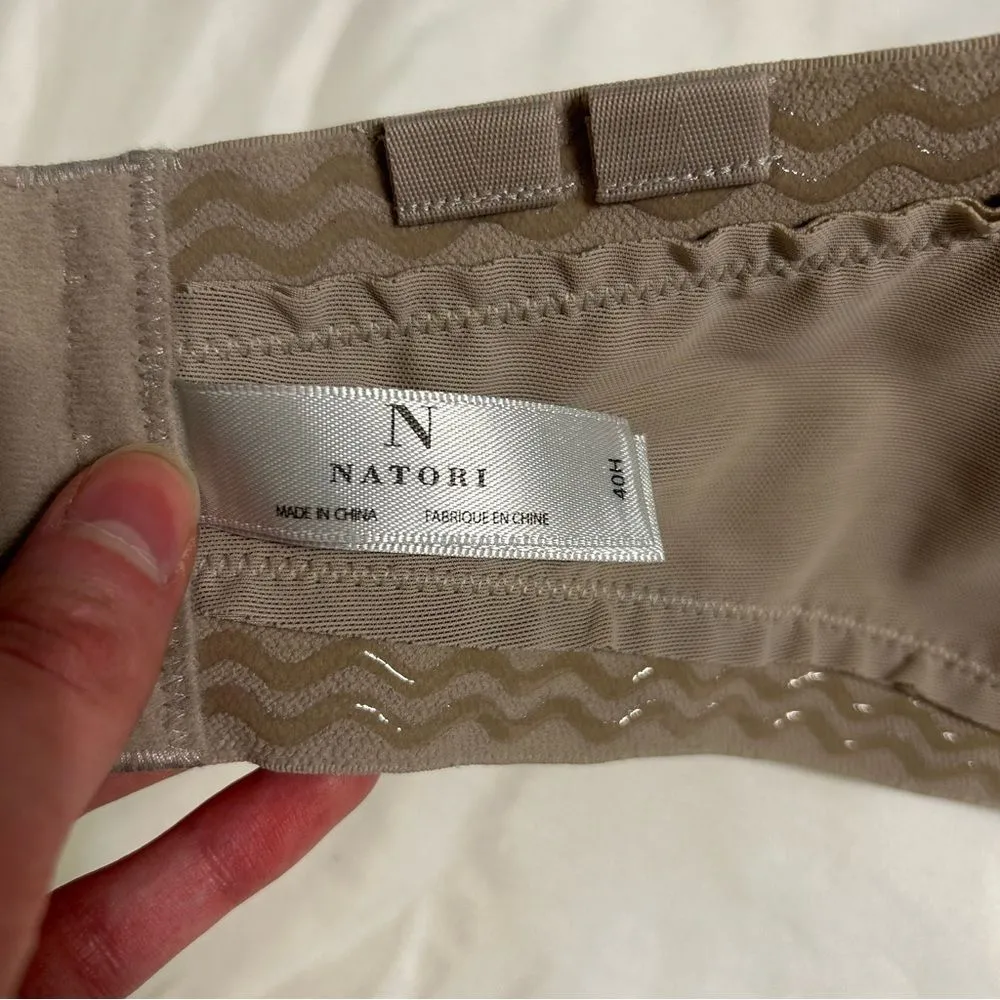 N
NATORI
MADE IN CHINA FABRIQUE EN CHINE
40H